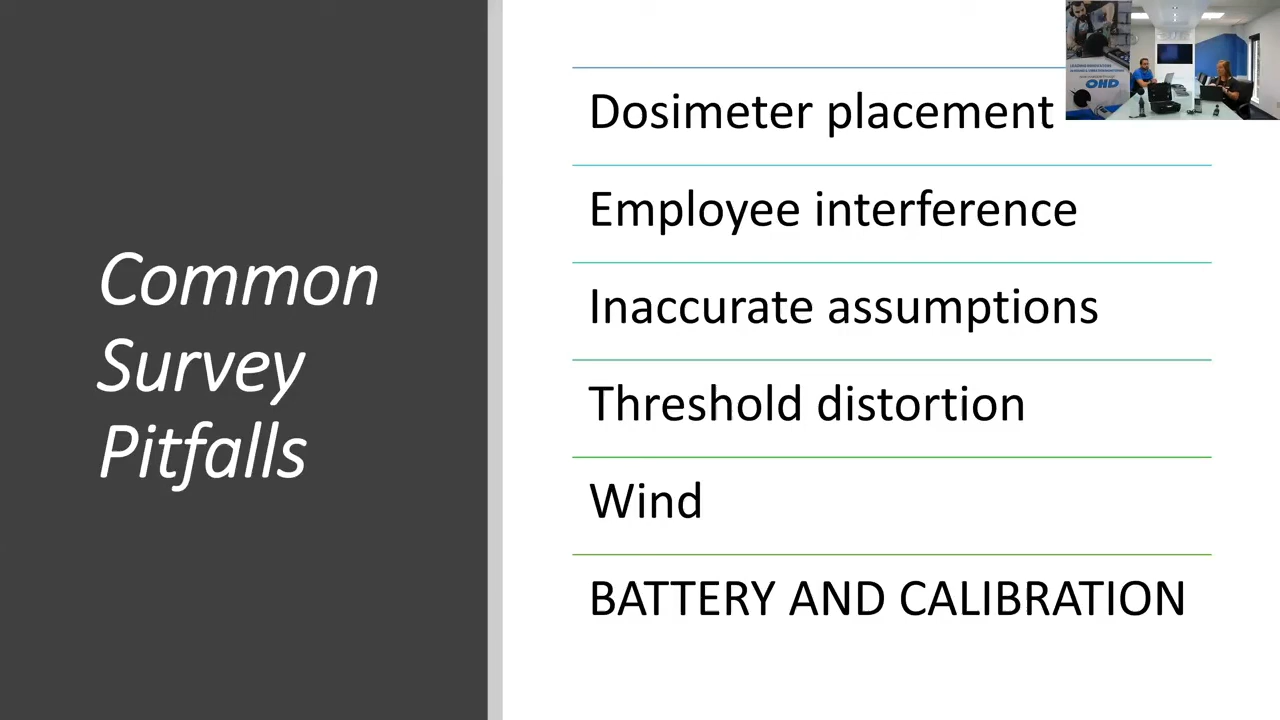 Common
Survey
Pitfalls
Dosimeter placement
Employee interference
Inaccurate assumptions
Threshold distortion
Wind
BATTERY AND CALIBRATION
OHD